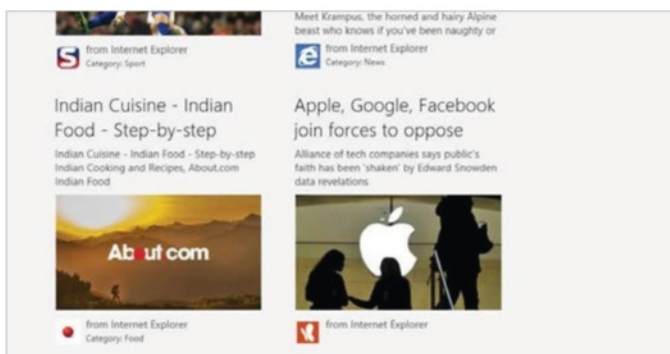 from Internet Explorer
Category: Sport
Indian Cuisine - Indian
Food - Step-by-step
Indian Cuisine - Indian Food - Step-by-step
Indian Cooking and Recipes, About.com
Indian Food
About.com
from Internet Explorer
Category: Food
Meet Krampus, the horned and hairy Alpine
beast who knows if you've been naughty or
from Internet Explorer
Category: News
Apple, Google, Facebook
join forces to oppose
Alliance of tech companies says public's
faith has been 'shaken' by Edward Snowden
data revelations
from Internet Explorer